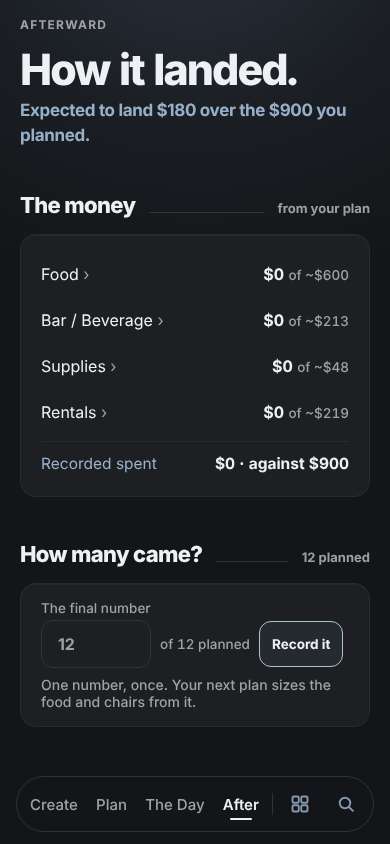 AFTERWARD
How it landed.
Expected to land $180 over the $900 you
planned.
The money
from your plan
Food ›
$0 of ~$600
Bar / Beverage ›
$0 of ~$213
Supplies ›
$0 of ~$48
Rentals ›
$0 of ~$219
Recorded spent
$0 · against $900
How many came?
12 planned
The final number
12
of 12 planned
Record it
One number, once. Your next plan sizes the
food and chairs from it.
Create
Plan
The Day
After